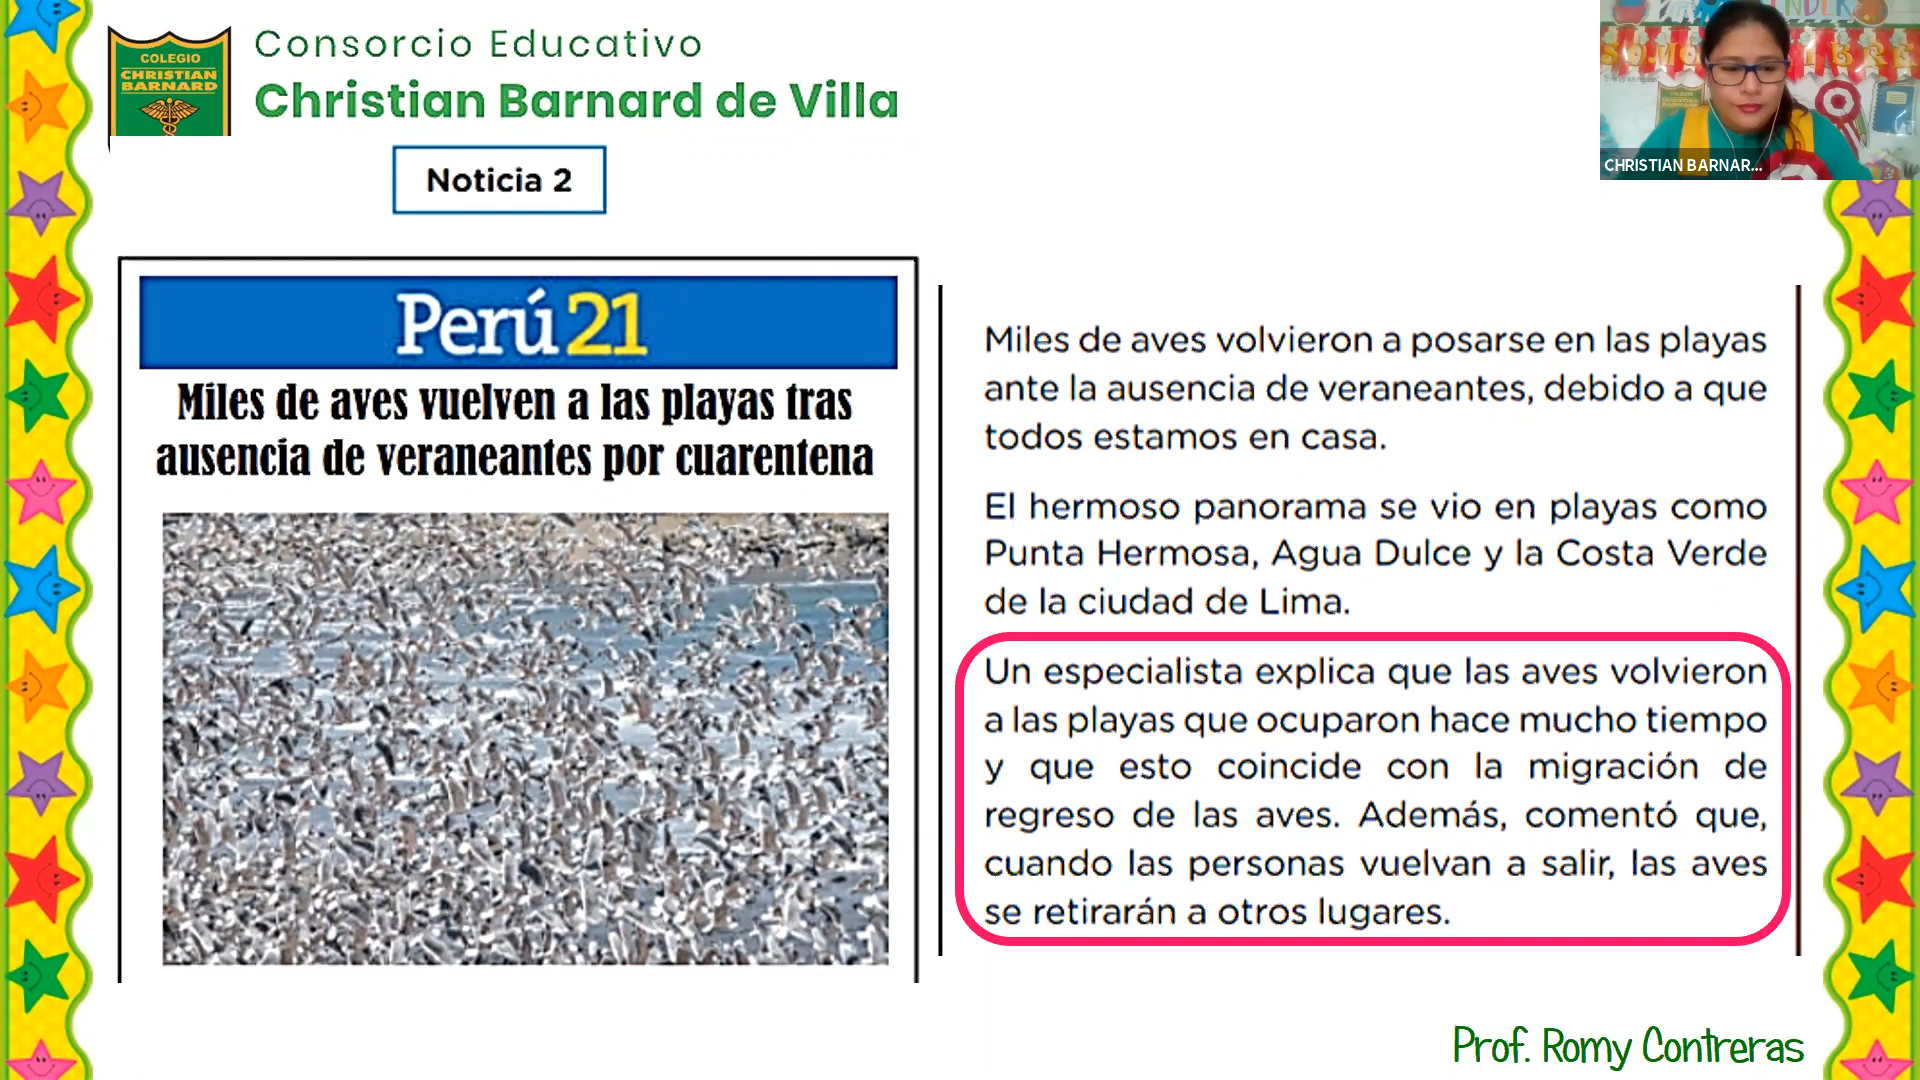 COLEGIO
CHRISTIAN
BARNARD
Consorcio Educativo
Christian Barnard de Villa
Noticia 2
Perú21
Miles de aves vuelven a las playas tras
ausencia de veraneantes por cuarentena
Miles de aves volvieron a posarse en las playas
ante la ausencia de veraneantes, debido a que
todos estamos en casa.
El hermoso panorama se vio en playas como
Punta Hermosa, Agua Dulce y la Costa Verde
de la ciudad de Lima.
Un especialista explica que las aves volvieron
a las playas que ocuparon hace mucho tiempo
y que esto coincide con la migración de
regreso de las aves. Además, comentó que,
cuando las personas vuelvan a salir, las aves
se retirarán a otros lugares.
CHRISTIAN BARNAR...
Prof. Romy Contreras